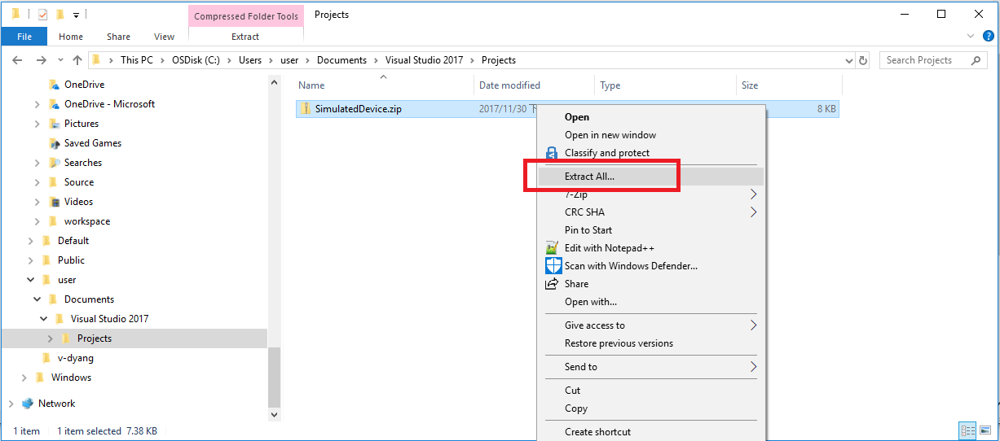 Compressed Folder Tools
Projects
File
Home
Share
View
Extract
This PC
OSDisk (C:)
Users
user
Documents
Visual Studio 2017
Projects
Search Projects
OneDrive
OneDrive - Microsoft
Pictures
Saved Games
Searches
Source
Videos
workspace
Default
Public
user
Documents
Visual Studio 2017
Projects
v-dyang
Windows
Network
Name
Date modified
Type
Size
SimulatedDevice.zip
2017/11/30 下
8 KB
Open
Open in new window
Classify and protect
Extract All...
7-Zip
CRC SHA
Pin to Start
Edit with Notepad++
Scan with Windows Defender...
Share
Open with...
Give access to
Restore previous versions
Send to
Cut
Copy
Create shortcut
1 item
1 item selected 7.38 KB